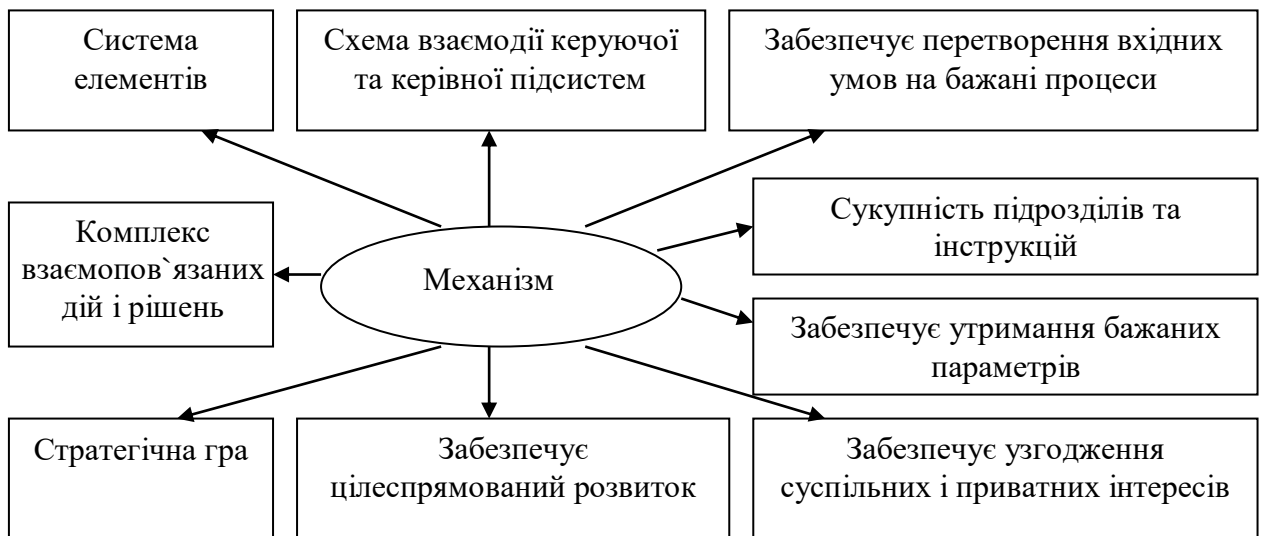 Система
елементів
Схема взаємодії керуючої
та керівної підсистем
Забезпечує перетворення вхідних
умов на бажані процеси
Комплекс
взаємопов`язаних
дій і рішень
Механізм
Сукупність підрозділів та
інструкцій
Забезпечує утримання бажаних
параметрів
Стратегічна гра
Забезпечує
цілеспрямований розвиток
Забезпечує узгодження
суспільних і приватних інтересів